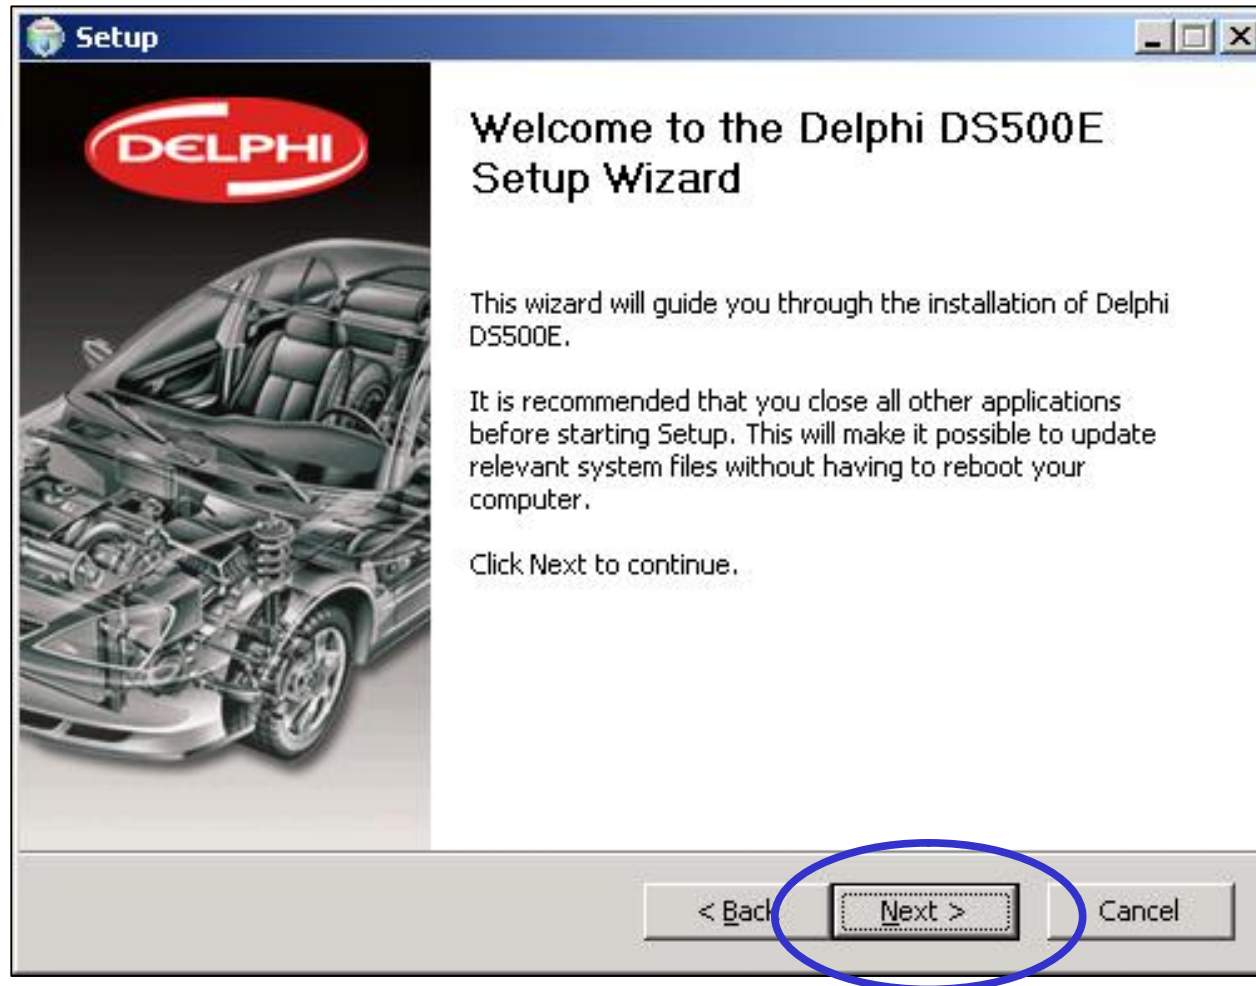 Setup
DELPHI
Welcome to the Delphi DS500E
Setup Wizard
This wizard will guide you through the installation of Delphi
DS500E.
It is recommended that you close all other applications
before starting Setup. This will make it possible to update
relevant system files without having to reboot your
computer.
Click Next to continue.
< Back Next > Cancel